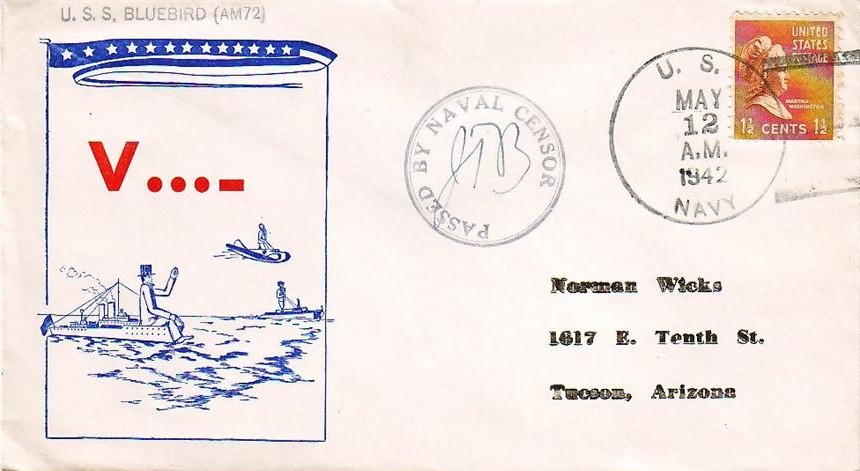 U. S. S. BLUEBIRD (AM72)
V...–
PASSED BY NAVAL CENSOR
JTB
U. S.
MAY
12
A.M.
1942
NAVY
UNITED
STATES
POSTAGE
MARTHA
WASHINGTON
1½ CENTS 1½
Norman Wicks
1617 E. Tenth St.
Tucson, Arizona